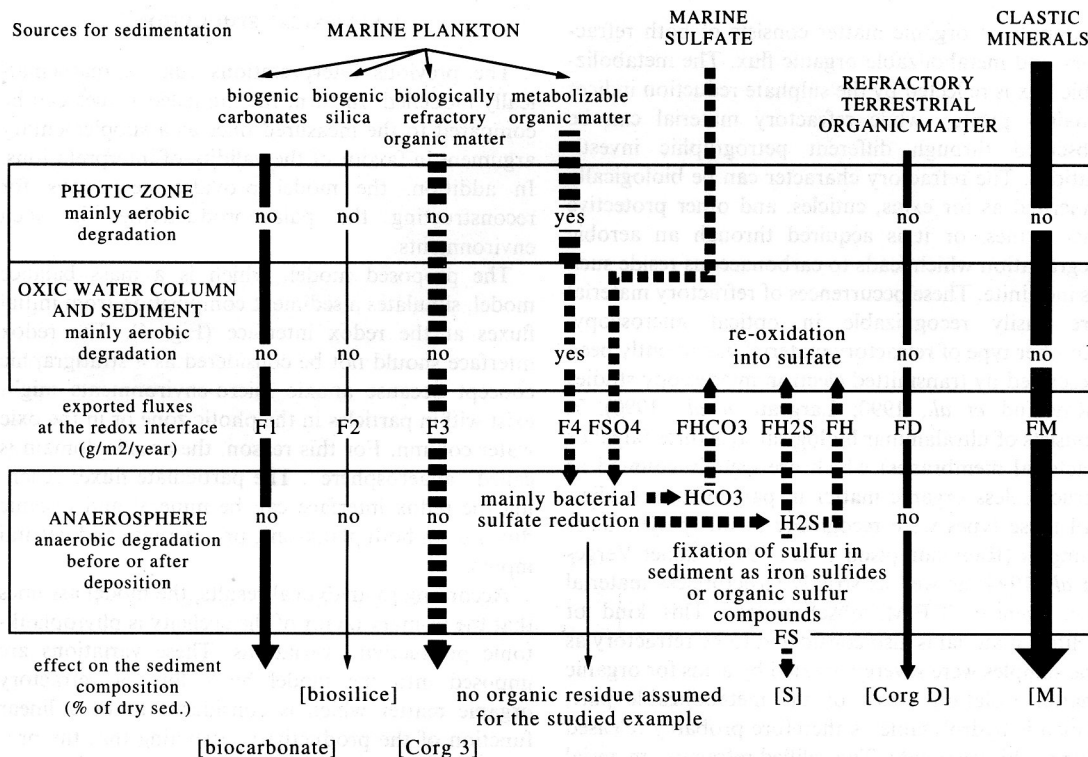 Sources for sedimentation
MARINE PLANKTON
MARINE
SULFATE
CLASTIC
MINERALS
biogenic
carbonates
biogenic
silica
biologically
refractory
organic matter
metabolizable
organic matter
REFRACTORY
TERRESTRIAL
ORGANIC MATTER
PHOTIC ZONE
mainly aerobic
degradation
no no no yes no no
OXIC WATER COLUMN
AND SEDIMENT
mainly aerobic
degradation
no no no yes no no
re-oxidation
into sulfate
exported fluxes
at the redox interface
(g/m2/year)
F1 F2 F3 F4 FSO4 FHCO3 FH2S FH FD FM
ANAEROSPHERE
anaerobic degradation
before or after
deposition
no no no no no
mainly bacterial
sulfate reduction
HCO3
H2S
fixation of sulfur in
sediment as iron sulfides
or organic sulfur
compounds
FS
effect on the sediment
composition
(% of dry sed.)
[biosilice]
no organic residue assumed
for the studied example
[S] [Corg D] [M]
[biocarbonate] [Corg 3]